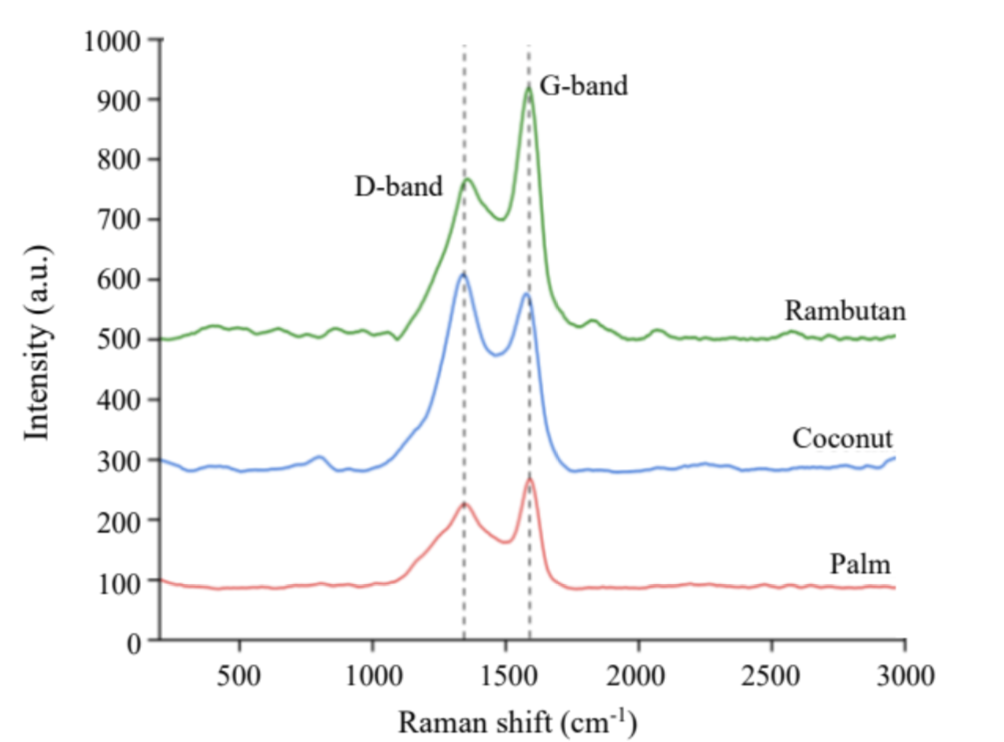 1000
900
800
700
600
500
400
300
200
100
0
Intensity (a.u.)
G-band
D-band
Rambutan
Coconut
Palm
500 1000 1500 2000 2500 3000
Raman shift (cm⁻¹)